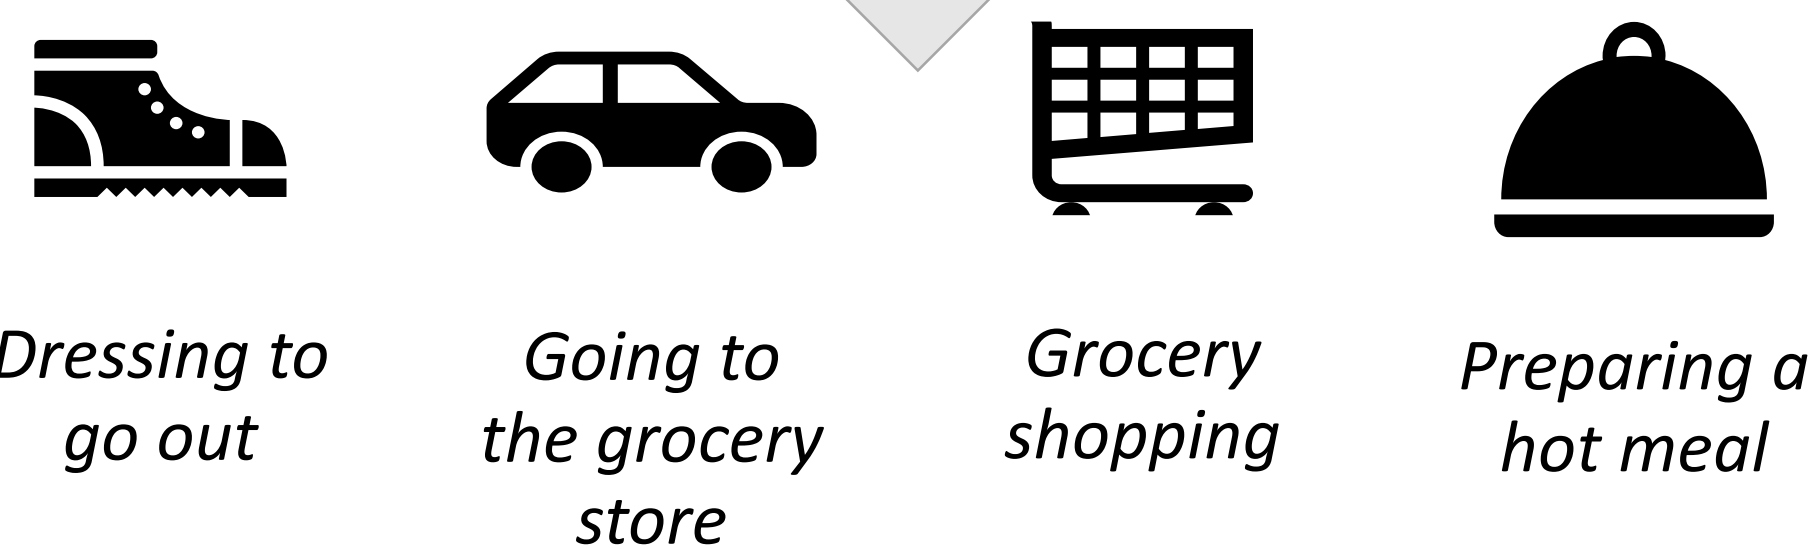 Dressing to
go out
Going to
the grocery
store
Grocery
shopping
Preparing a
hot meal